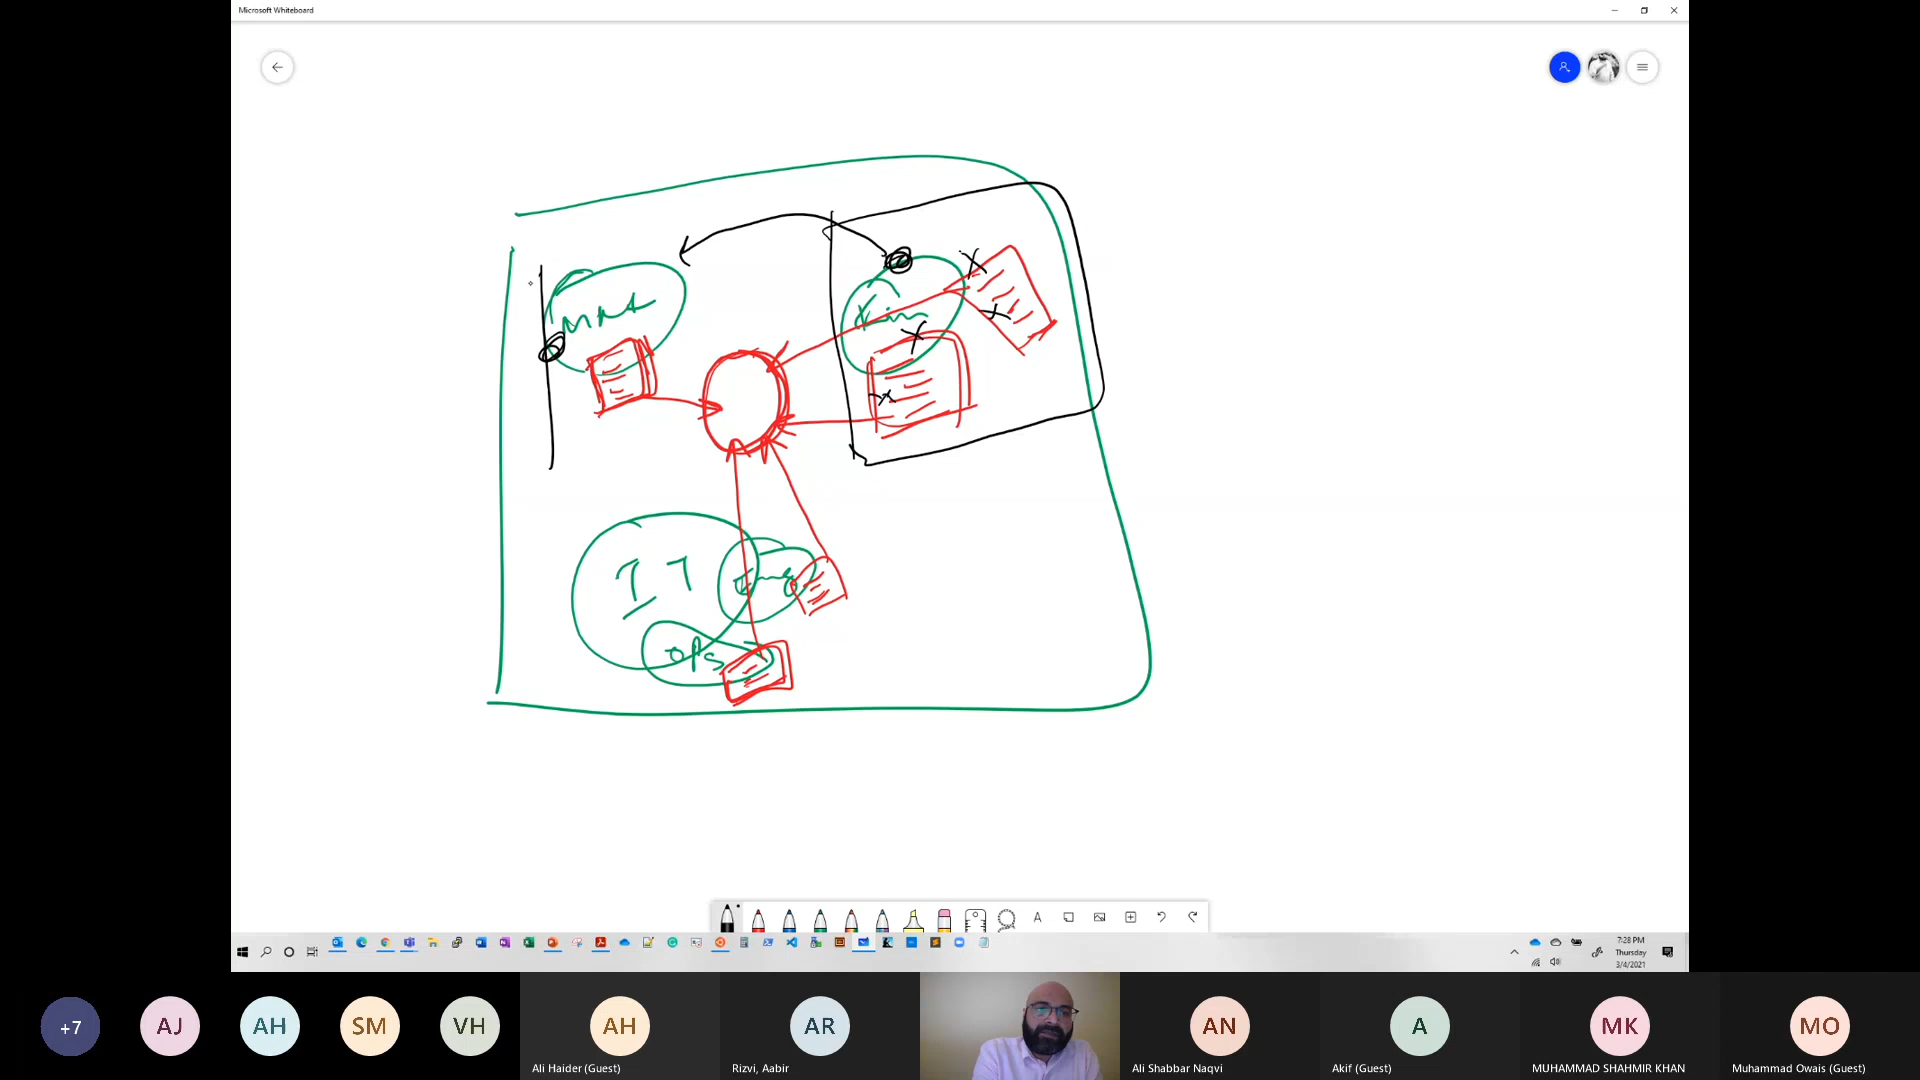 Microsoft Whiteboard
MNt
Fin
IT
Eng
Ops
A
7:28 PM
Thursday
3/4/2021
+7
AJ
AH
SM
VH
AH
AR
AN
A
MK
MO
Ali Haider (Guest)
Rizvi, Aabir
Ali Shabbar Naqvi
Akif (Guest)
MUHAMMAD SHAHMIR KHAN
Muhammad Owais (Guest)